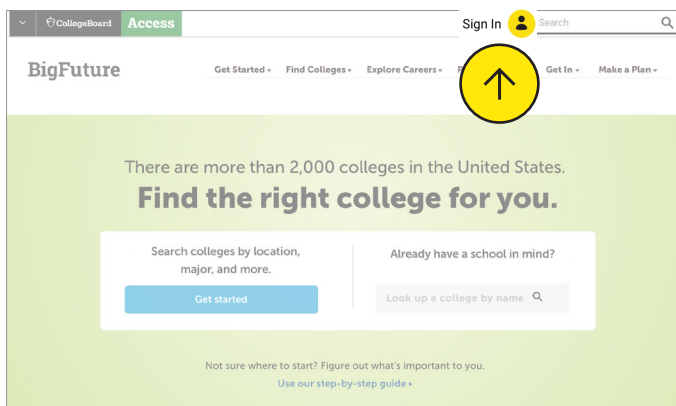 CollegeBoard Access Sign In Search
BigFuture Get Started Find Colleges Explore Careers Get In Make a Plan
There are more than 2,000 colleges in the United States.
Find the right college for you.
Search colleges by location,
major, and more.
Get started
Already have a school in mind?
Look up a college by name
Not sure where to start? Figure out what's important to you.
Use our step-by-step guide